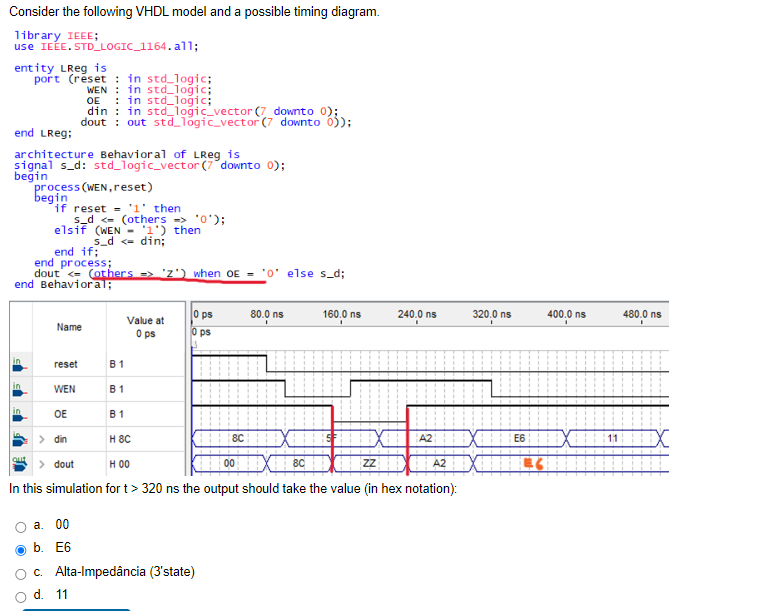 Consider the following VHDL model and a possible timing diagram.
library IEEE;
use IEEE.STD_LOGIC_1164.all;
entity LReg is
port (reset : in std_logic;
WEN : in std_logic;
OE : in std_logic;
din : in std_logic_vector(7 downto 0);
dout : out std_logic_vector(7 downto 0));
end LReg;
architecture Behavioral of LReg is
signal s_d: std_logic_vector(7 downto 0);
begin
process(WEN,reset)
begin
if reset = '1' then
s_d <= (others => '0');
elsif (WEN = '1') then
s_d <= din;
end if;
end process;
dout <= (others => 'Z') when OE = '0' else s_d;
end Behavioral;
Name Value at 0 ps
0 ps 80.0 ns 160.0 ns 240.0 ns 320.0 ns 400.0 ns 480.0 ns
0 ps
in reset B 1
in WEN B 1
in OE B 1
in > din H 8C 8C 5F A2 E6 11
out > dout H 00 00 8C ZZ A2 E6
In this simulation for t > 320 ns the output should take the value (in hex notation):
a. 00
b. E6
c. Alta-Impedância (3'state)
d. 11